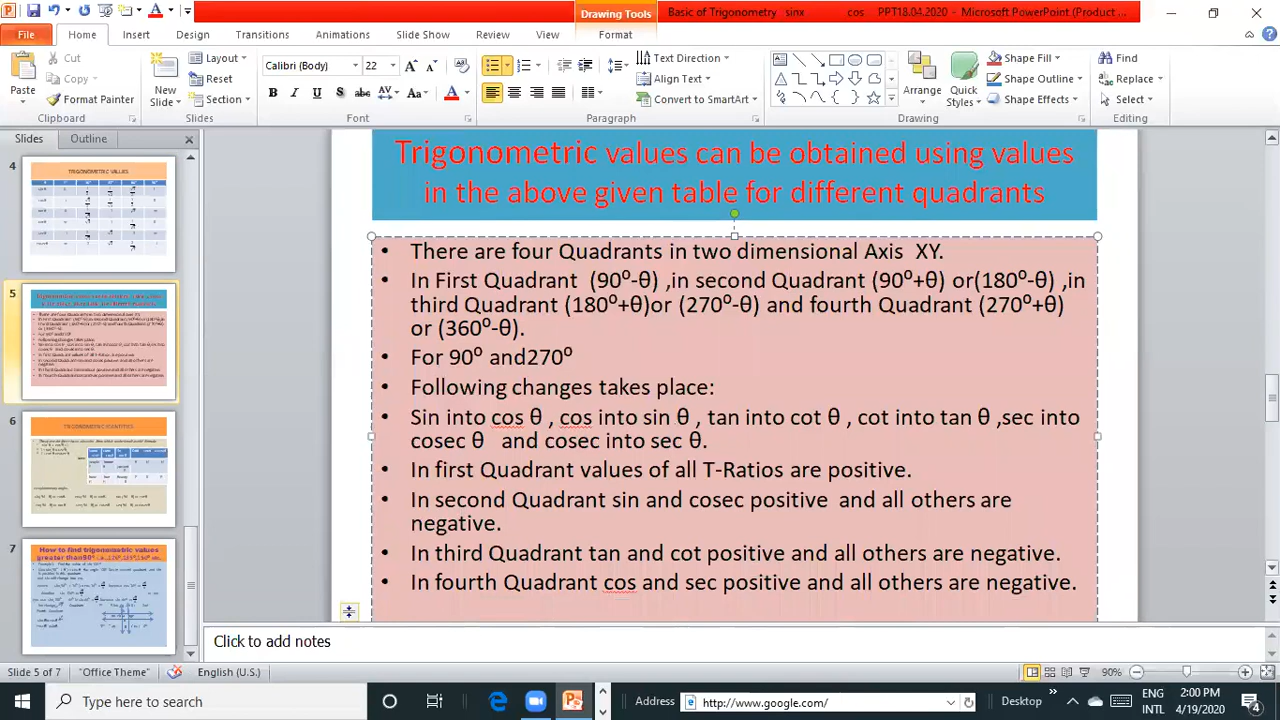 Drawing Tools
Basic of Trigonometry sinx cos PPT18.04.2020 - Microsoft PowerPoint (Product ...
File Home Insert Design Transitions Animations Slide Show Review View Format
Cut
Copy
Format Painter
Paste
Clipboard
New Slide
Layout
Reset
Section
Slides
Calibri (Body) 22
Font
Text Direction
Align Text
Convert to SmartArt
Paragraph
Arrange
Quick Styles
Shape Fill
Shape Outline
Shape Effects
Drawing
Find
Replace
Select
Editing
Slides Outline
4
TRIGONOMETRIC VALUES
5
6
TRIGONOMETRIC QUANTITIES
7
How to find trigonometric values
Trigonometric values can be obtained using values
in the above given table for different quadrants
• There are four Quadrants in two dimensional Axis XY.
• In First Quadrant (90⁰-θ) ,in second Quadrant (90⁰+θ) or(180⁰-θ) ,in
third Quadrant (180⁰+θ)or (270⁰-θ) and fourth Quadrant (270⁰+θ)
or (360⁰-θ).
• For 90⁰ and270⁰
• Following changes takes place:
• Sin into cos θ , cos into sin θ , tan into cot θ , cot into tan θ ,sec into
cosec θ and cosec into sec θ.
• In first Quadrant values of all T-Ratios are positive.
• In second Quadrant sin and cosec positive and all others are
negative.
• In third Quadrant tan and cot positive and all others are negative.
• In fourth Quadrant cos and sec positive and all others are negative.
Click to add notes
Slide 5 of 7 "Office Theme" English (U.S.) 90%
Type here to search
Address http://www.google.com/
Desktop
ENG
INTL
2:00 PM
4/19/2020
4